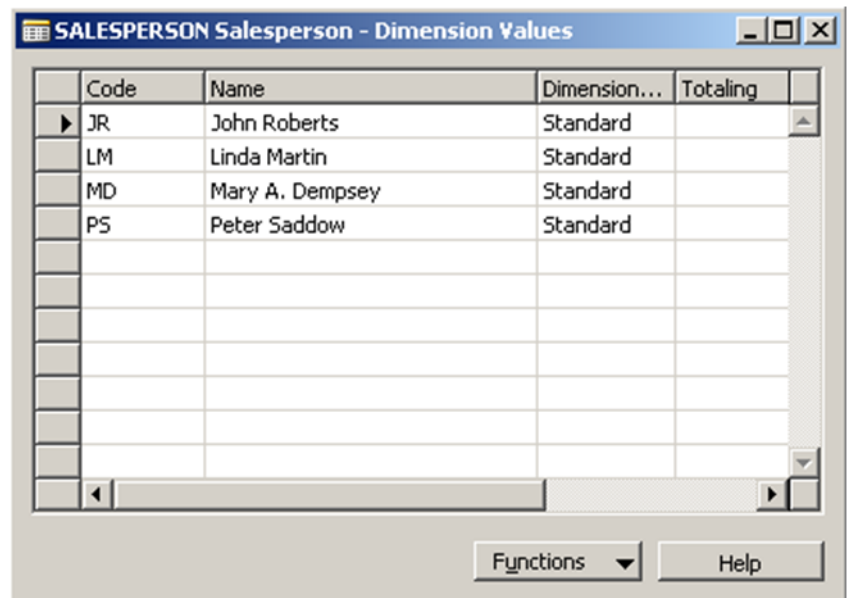 SALESPERSON Salesperson - Dimension Values
Code Name Dimension... Totaling
JR John Roberts Standard
LM Linda Martin Standard
MD Mary A. Dempsey Standard
PS Peter Saddow Standard
Functions Help